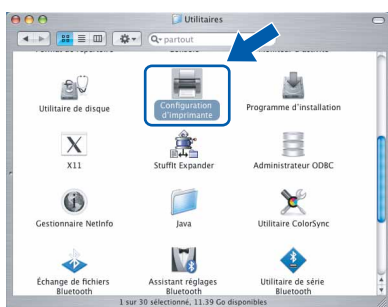 Utilitaires
partout
Utilitaire de disque
Configuration
d'imprimante
Programme d'installation
X11
StuffIt Expander
Administrateur ODBC
Gestionnaire NetInfo
Java
Utilitaire ColorSync
Échange de fichiers
Bluetooth
Assistant réglages
Bluetooth
Utilitaire de série
Bluetooth
1 sur 30 sélectionné, 11.39 Go disponibles